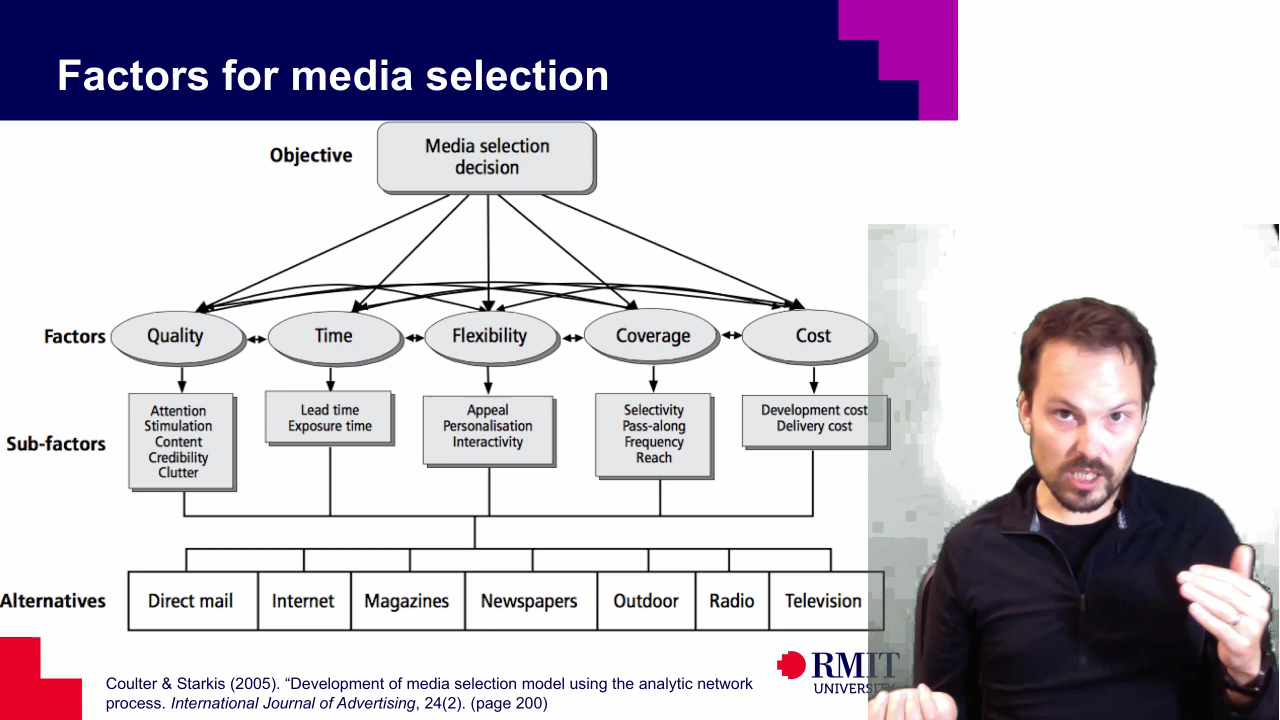 Factors for media selection
Objective
Media selection
decision
Factors
Quality
Time
Flexibility
Coverage
Cost
Sub-factors
Attention
Stimulation
Content
Credibility
Clutter
Lead time
Exposure time
Appeal
Personalisation
Interactivity
Selectivity
Pass-along
Frequency
Reach
Development cost
Delivery cost
Alternatives
Direct mail
Internet
Magazines
Newspapers
Outdoor
Radio
Television
Coulter & Starkis (2005). “Development of media selection model using the analytic network
process. International Journal of Advertising, 24(2). (page 200)
RMIT
UNIVERSITY